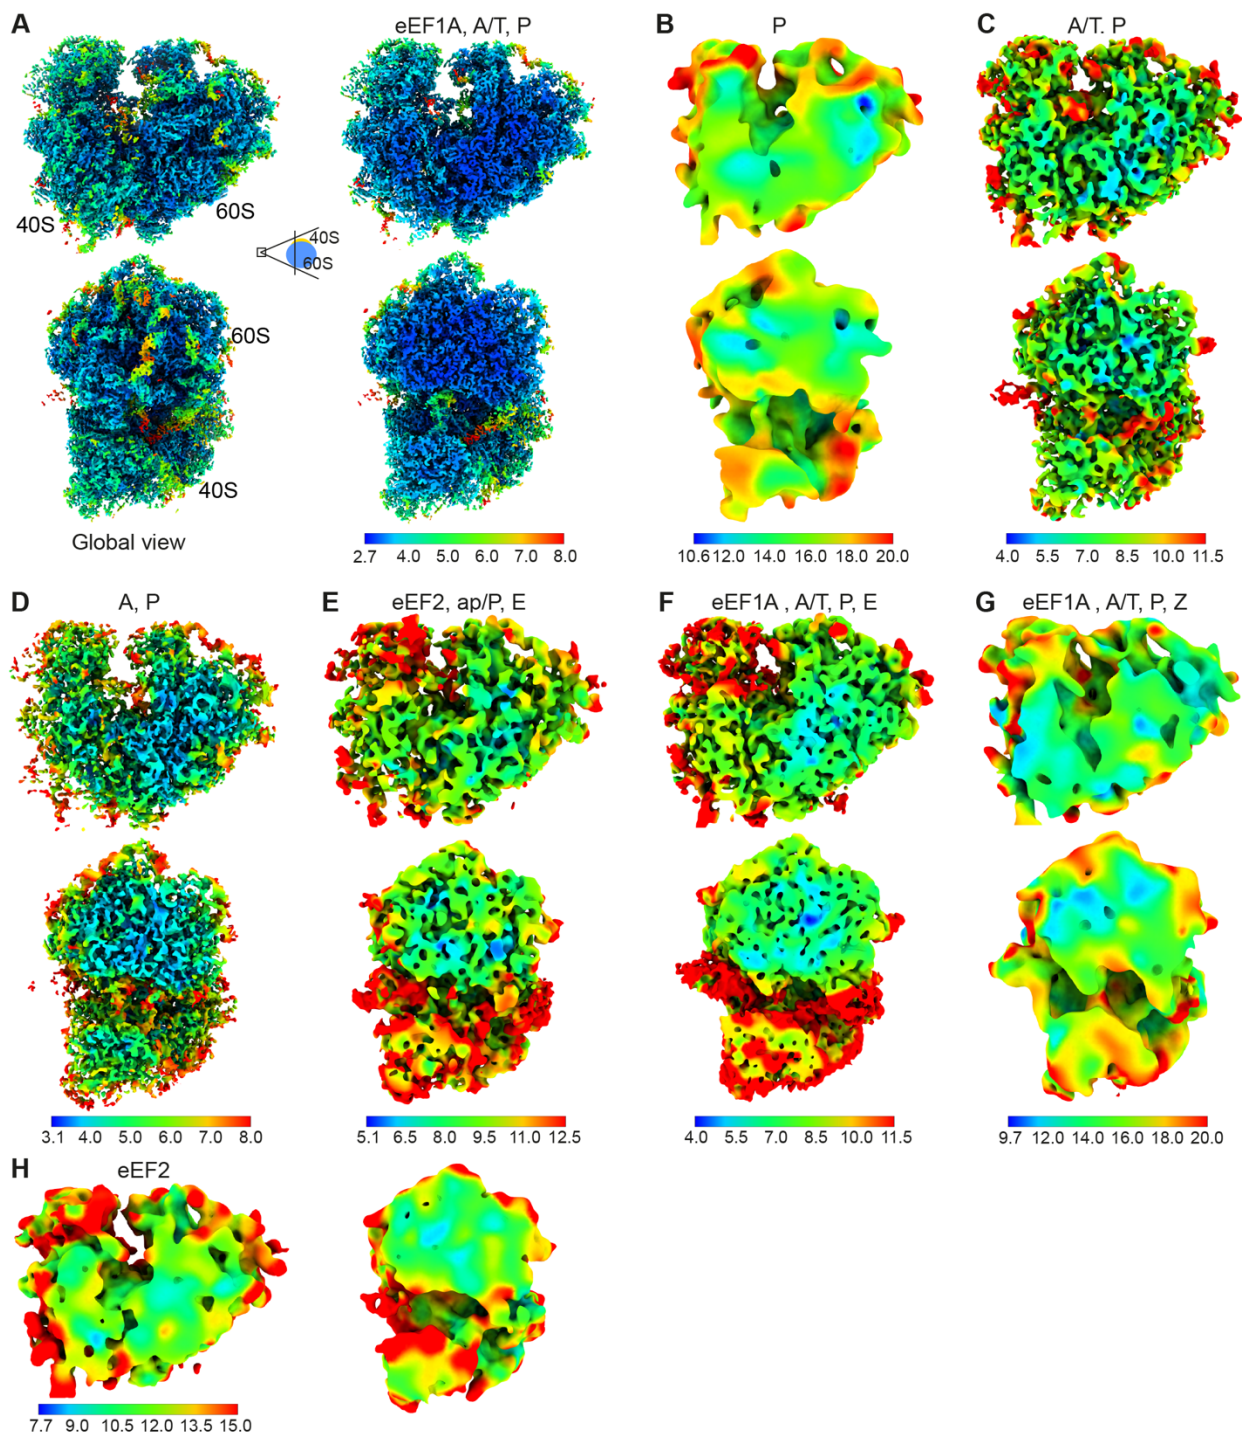 A
eEF1A, A/T, P
40S
60S
40S
60S
60S
40S
Global view
2.7 4.0 5.0 6.0 7.0 8.0
B
P
10.6 12.0 14.0 16.0 18.0 20.0
C
A/T. P
4.0 5.5 7.0 8.5 10.0 11.5
D
A, P
3.1 4.0 5.0 6.0 7.0 8.0
E
eEF2, ap/P, E
5.1 6.5 8.0 9.5 11.0 12.5
F
eEF1A , A/T, P, E
4.0 5.5 7.0 8.5 10.0 11.5
G
eEF1A , A/T, P, Z
9.7 12.0 14.0 16.0 18.0 20.0
H
eEF2
7.7 9.0 10.5 12.0 13.5 15.0